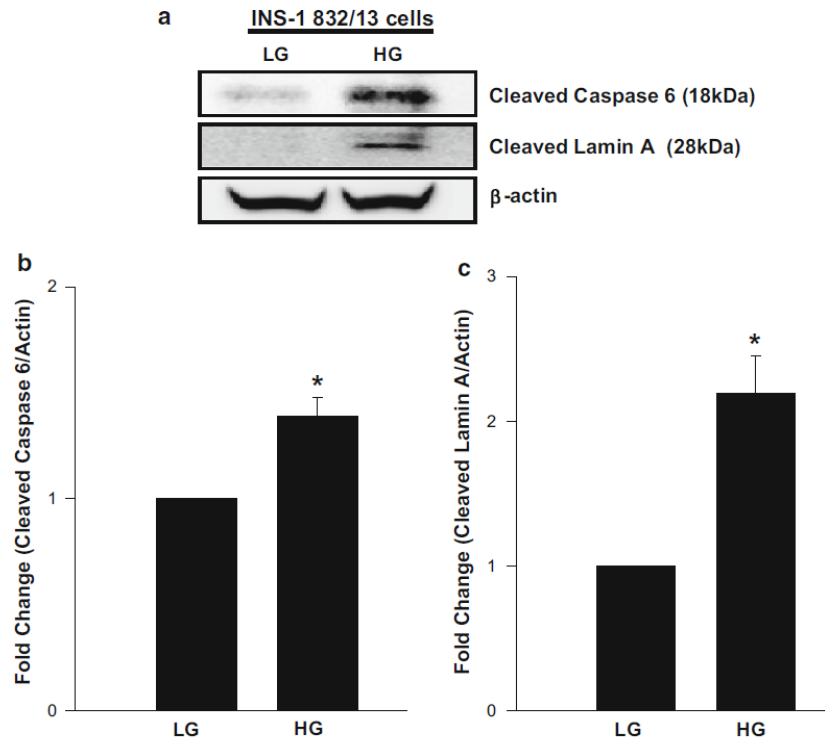 a
INS-1 832/13 cells
LG HG
Cleaved Caspase 6 (18kDa)
Cleaved Lamin A (28kDa)
β-actin
b
Fold Change (Cleaved Caspase 6/Actin)
2
1
0
*
LG HG
c
Fold Change (Cleaved Lamin A/Actin)
3
2
1
0
*
LG HG